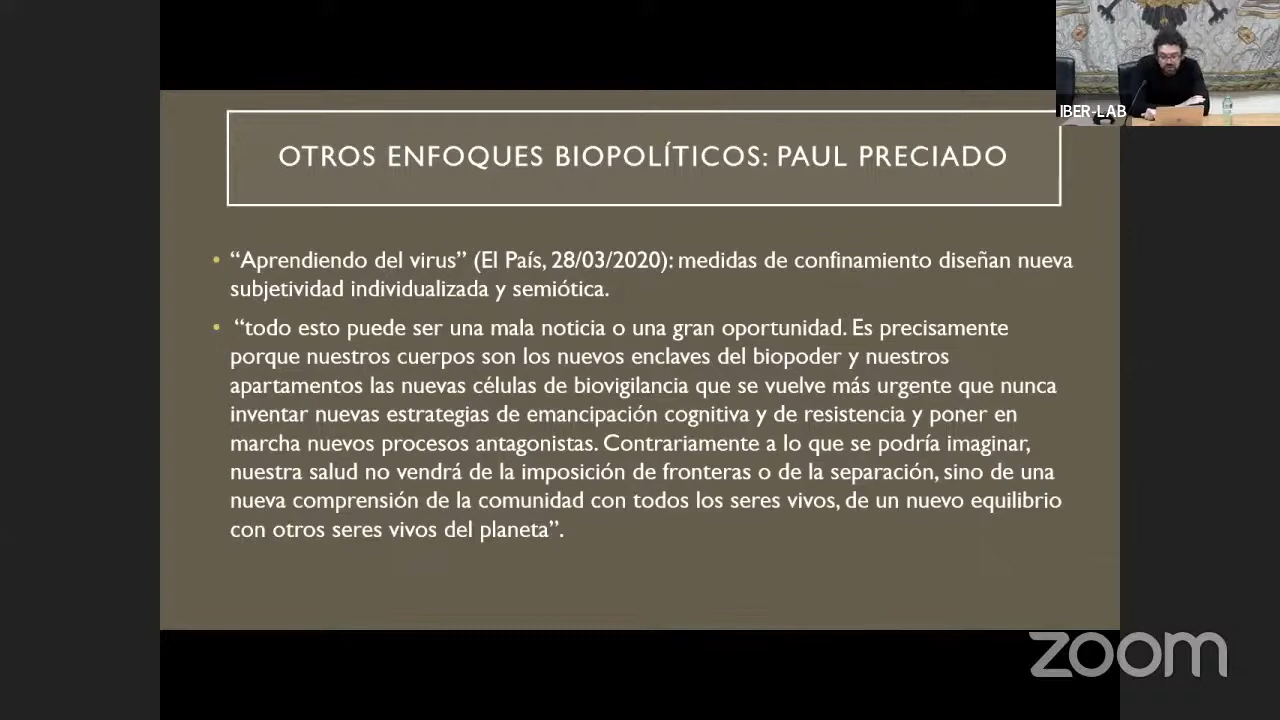 IBER-LAB
OTROS ENFOQUES BIOPOLÍTICOS: PAUL PRECIADO
• “Aprendiendo del virus” (El País, 28/03/2020): medidas de confinamiento diseñan nueva
subjetividad individualizada y semiótica.
• “todo esto puede ser una mala noticia o una gran oportunidad. Es precisamente
porque nuestros cuerpos son los nuevos enclaves del biopoder y nuestros
apartamentos las nuevas células de biovigilancia que se vuelve más urgente que nunca
inventar nuevas estrategias de emancipación cognitiva y de resistencia y poner en
marcha nuevos procesos antagonistas. Contrariamente a lo que se podría imaginar,
nuestra salud no vendrá de la imposición de fronteras o de la separación, sino de una
nueva comprensión de la comunidad con todos los seres vivos, de un nuevo equilibrio
con otros seres vivos del planeta”.
zoom